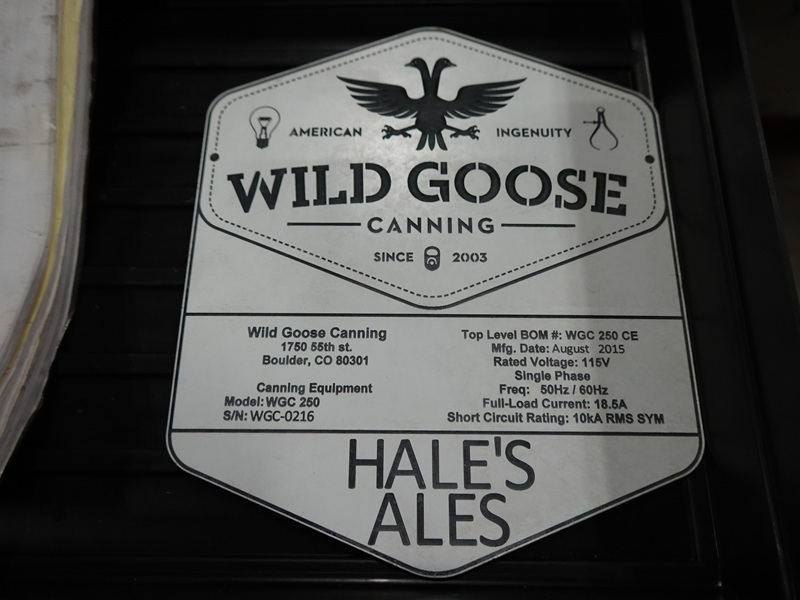 AMERICAN INGENUITY
WILD GOOSE
CANNING
SINCE 2003
Wild Goose Canning
1750 55th st.
Boulder, CO 80301
Canning Equipment
Model: WGC 250
S/N: WGC-0216
Top Level BOM #: WGC 250 CE
Mfg. Date: August 2015
Rated Voltage: 115V
Single Phase
Freq: 50Hz / 60Hz
Full-Load Current: 18.5A
Short Circuit Rating: 10kA RMS SYM
HALE'S
ALES